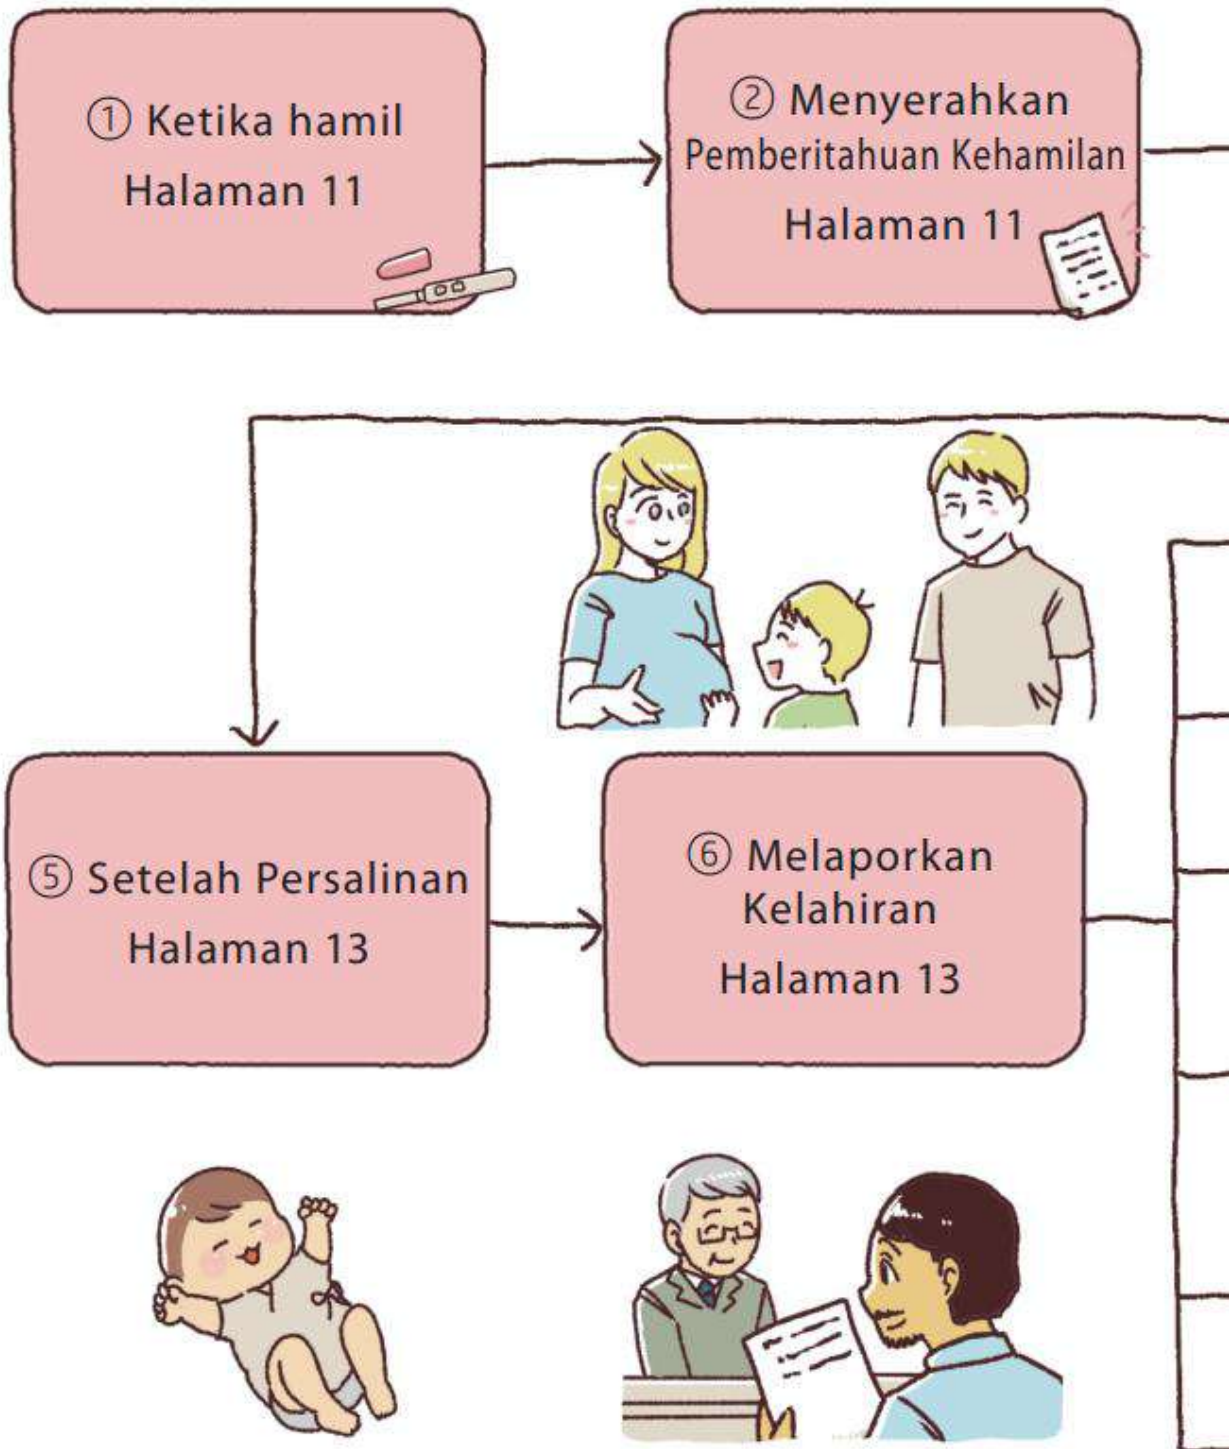 ① Ketika hamil
Halaman 11
② Menyerahkan
Pemberitahuan Kehamilan
Halaman 11
⑤ Setelah Persalinan
Halaman 13
⑥ Melaporkan
Kelahiran
Halaman 13